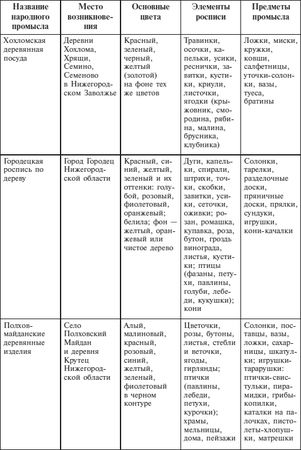 Название народного промысла
Место возникновения
Основные цвета
Элементы росписи
Предметы промысла
Хохломская деревянная посуда
Деревни Хохлома, Хрящи, Семино, Семеново в Нижегородском Заволжье
Красный, зеленый, черный, желтый (золотой) на фоне тех же цветов
Травинки, осочки, капельки, усики, реснички, завитки, кустики, криули, листочки, ягодки (крыжовник, смородина, рябина, малина, брусника, клубника)
Ложки, миски, кружки, ковши, салфетницы, уточки-солонки, вазы, туеса, братины
Городецкая роспись по дереву
Город Городец Нижегородской области
Красный, синий, желтый, зеленый и их оттенки: голубой, розовый, фиолетовый, оранжевый; белила; фон — желтый, оранжевый или чистое дерево
Дуги, капельки, спирали, штрихи, точки, скобки, завитки, усики, сеточки, оживки; розан, ромашка, купавка, роза, бутон, гроздь винограда, листья, кустики; птицы (фазаны, петухи, павлины, голуби, лебеди, кукушки); кони
Солонки, тарелки, разделочные доски, пряничные доски, прялки, сундуки, игрушки, кони-качалки
Полхов-майданские деревянные изделия
Село Полховский Майдан и деревня Крутец Нижегородской области
Алый, малиновый, красный, розовый, синий, желтый, зеленый, фиолетовый в черном контуре
Цветочки, розы, бутоны, листья, стебли и веточки, ягоды, гирлянды; птички (павлины, лебеди, петухи, курочки); храмы, мельницы, дома, пейзажи
Солонки, поставцы, вазы, ложки, сахарницы, шкатулки; игрушки-тарарушки: птички-свистульки, пирамидки, грибы-копилки, каталки на палочках, пистолеты-хлопушки, матрешки